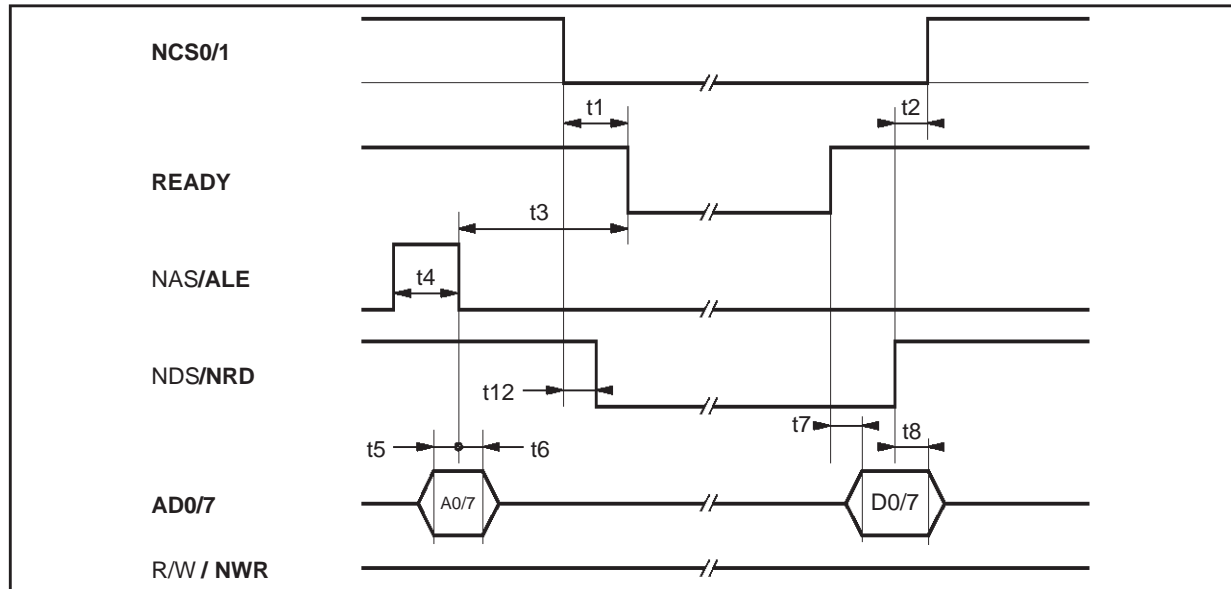 NCS0/1
t1
t2
READY
t3
NAS/ALE
t4
NDS/NRD
t12
t7
t8
t5
t6
AD0/7
A0/7
D0/7
R/W / NWR